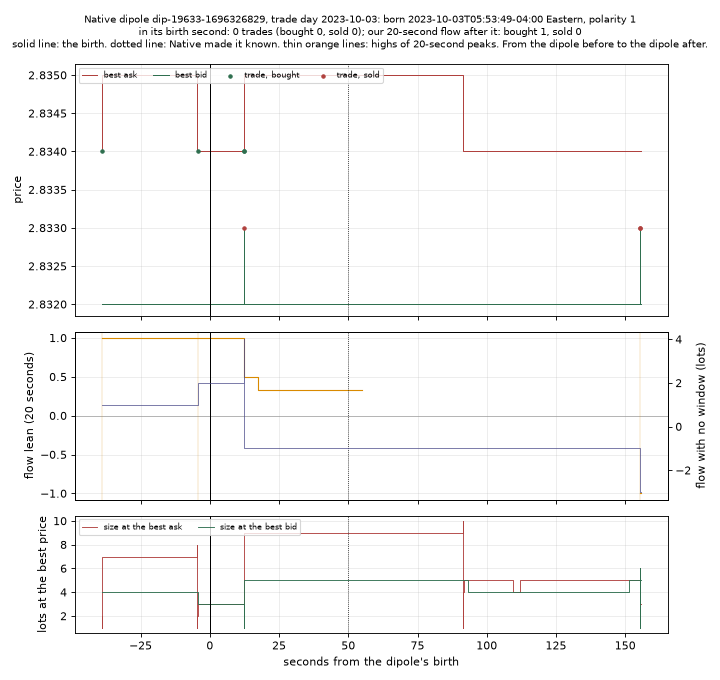 Native dipole dip-19633-1696326829, trade day 2023-10-03: born 2023-10-03T05:53:49-04:00 Eastern, polarity 1
in its birth second: 0 trades (bought 0, sold 0); our 20-second flow after it: bought 1, sold 0
solid line: the birth. dotted line: Native made it known. thin orange lines: highs of 20-second peaks. From the dipole before to the dipole after.
best ask best bid trade, bought trade, sold
2.8350
2.8345
2.8340
2.8335
2.8330
2.8325
2.8320
price
1.0
0.5
0.0
−0.5
−1.0
flow lean (20 seconds)
4
2
0
−2
flow with no window (lots)
size at the best ask size at the best bid
10
8
6
4
2
lots at the best price
−25 0 25 50 75 100 125 150
seconds from the dipole's birth